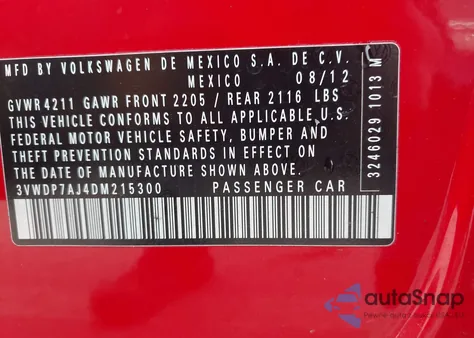 MFD BY VOLKSWAGEN DE MEXICO S.A. DE C.V.
MEXICO 08/12
GVWR 4211 GAWR FRONT 2205 / REAR 2116 LBS
THIS VEHICLE CONFORMS TO ALL APPLICABLE U.S.
FEDERAL MOTOR VEHICLE SAFETY, BUMPER AND
THEFT PREVENTION STANDARDS IN EFFECT ON
THE DATE OF MANUFACTURE SHOWN ABOVE.
3VWDP7AJ4DM215300 PASSENGER CAR
3246029 1013 M
autoSnap